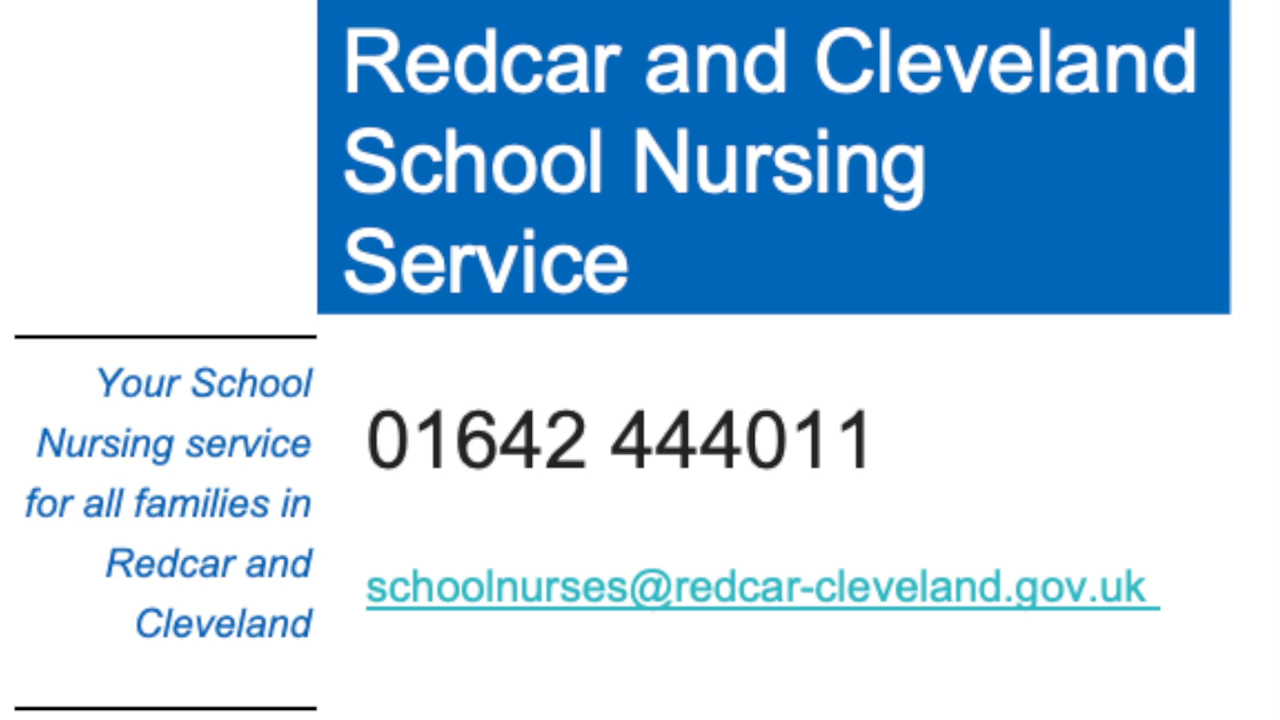 Redcar and Cleveland
School Nursing
Service
Your School
Nursing service
for all families in
Redcar and
Cleveland
01642 444011
schoolnurses@redcar-cleveland.gov.uk